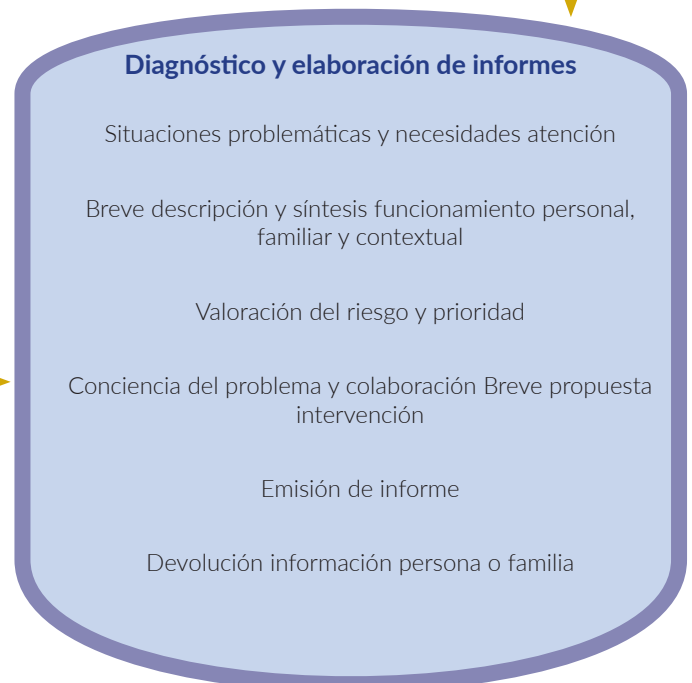 Diagnóstico y elaboración de informes
Situaciones problemáticas y necesidades atención
Breve descripción y síntesis funcionamiento personal,
familiar y contextual
Valoración del riesgo y prioridad
Conciencia del problema y colaboración Breve propuesta
intervención
Emisión de informe
Devolución información persona o familia